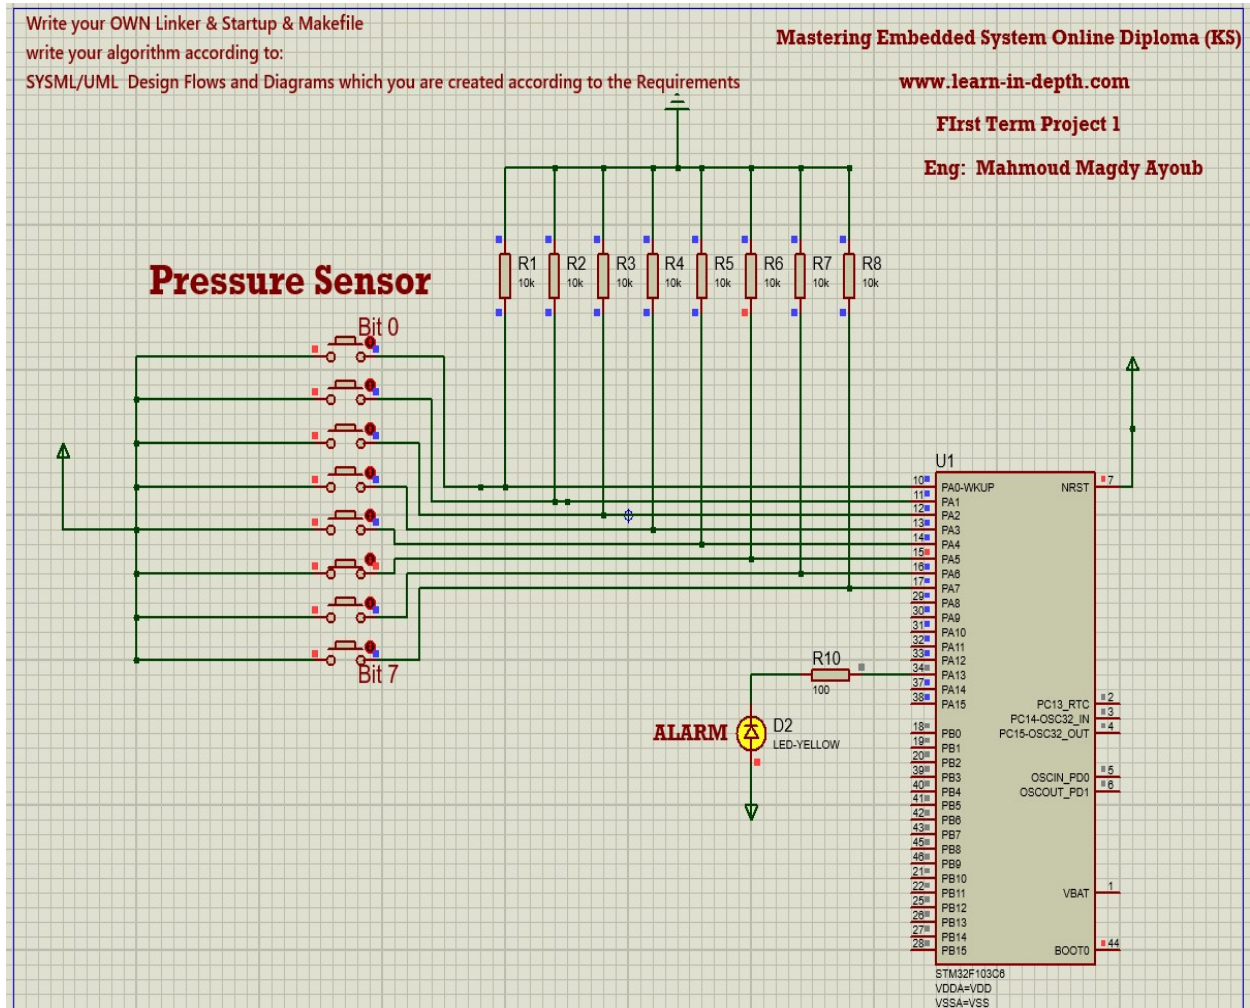 Write your OWN Linker & Startup & Makefile
write your algorithm according to:
SYSML/UML Design Flows and Diagrams which you are created according to the Requirements
Mastering Embedded System Online Diploma (KS)
www.learn-in-depth.com
FIrst Term Project 1
Eng: Mahmoud Magdy Ayoub
Pressure Sensor
R1
10k
R2
10k
R3
10k
R4
10k
R5
10k
R6
10k
R7
10k
R8
10k
Bit 0
Bit 7
R10
100
ALARM
D2
LED-YELLOW
U1
10 PA0-WKUP
11 PA1
12 PA2
13 PA3
14 PA4
15 PA5
16 PA6
17 PA7
29 PA8
30 PA9
31 PA10
32 PA11
33 PA12
34 PA13
37 PA14
38 PA15
18 PB0
19 PB1
20 PB2
39 PB3
40 PB4
41 PB5
42 PB6
43 PB7
45 PB8
46 PB9
21 PB10
22 PB11
25 PB12
26 PB13
27 PB14
28 PB15
NRST 7
PC13_RTC 2
PC14-OSC32_IN 3
PC15-OSC32_OUT 4
OSCIN_PD0 5
OSCOUT_PD1 6
VBAT 1
BOOT0 44
STM32F103C6
VDDA=VDD
VSSA=VSS